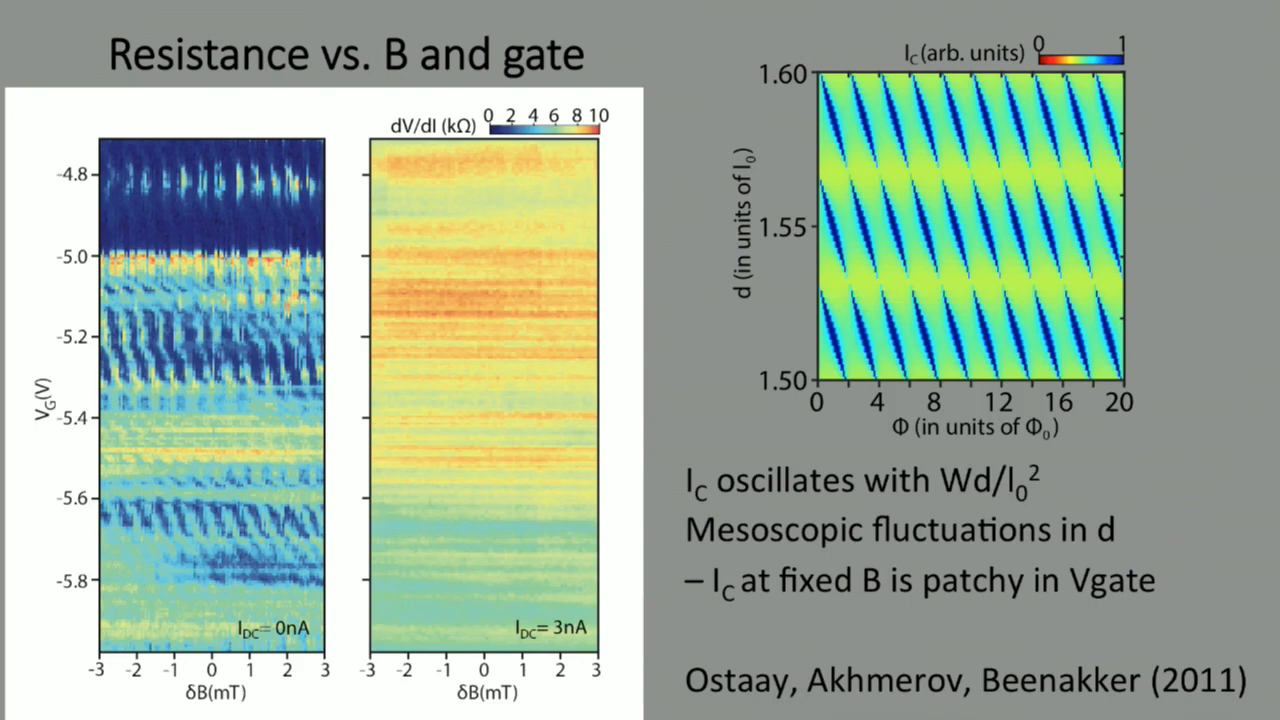 Resistance vs. B and gate
dV/dI (kΩ)
0 2 4 6 8 10
-4.8
-5.0
-5.2
-5.4
-5.6
-5.8
V_G(V)
I_DC= 0nA
-3 -2 -1 0 1 2 3
δB(mT)
I_DC= 3nA
-3 -2 -1 0 1 2 3
δB(mT)
I_C(arb. units) 0 1
1.60
1.55
1.50
d (in units of l_0)
0 4 8 12 16 20
Φ (in units of Φ_0)
I_C oscillates with Wd/l_0^2
Mesoscopic fluctuations in d
– I_C at fixed B is patchy in Vgate
Ostaay, Akhmerov, Beenakker (2011)